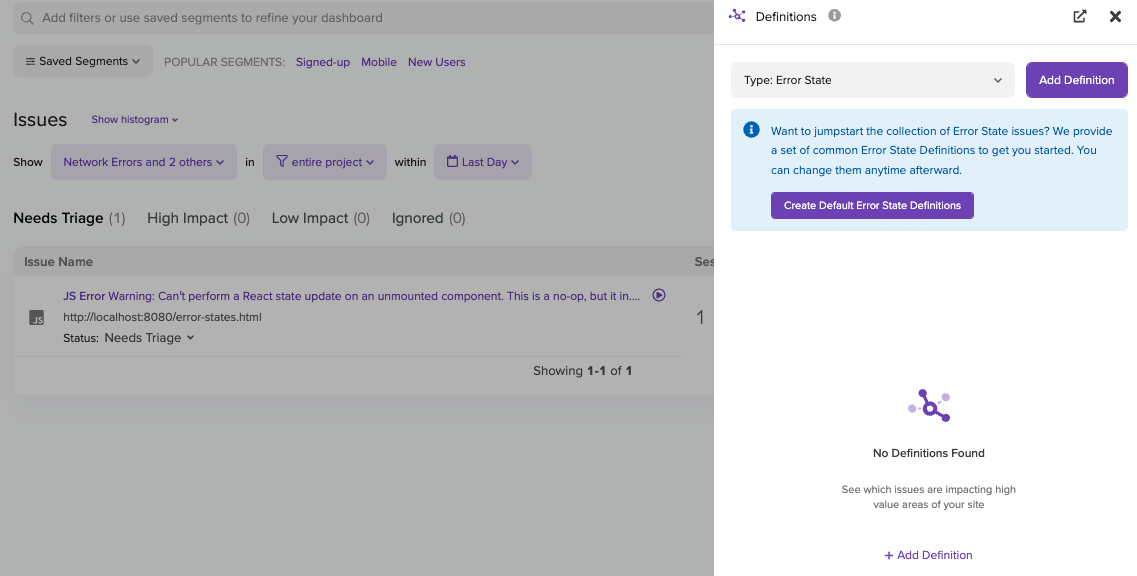 Add filters or use saved segments to refine your dashboard
Saved Segments
POPULAR SEGMENTS: Signed-up Mobile New Users
Issues Show histogram
Show Network Errors and 2 others in entire project within Last Day
Needs Triage (1) High Impact (0) Low Impact (0) Ignored (0)
Issue Name Ses
JS Error Warning: Can't perform a React state update on an unmounted component. This is a no-op, but it in....
JS
http://localhost:8080/error-states.html
1
Status: Needs Triage
Showing 1-1 of 1
Definitions
Type: Error State
Add Definition
Want to jumpstart the collection of Error State issues? We provide
a set of common Error State Definitions to get you started. You
can change them anytime afterward.
Create Default Error State Definitions
No Definitions Found
See which issues are impacting high
value areas of your site
+ Add Definition